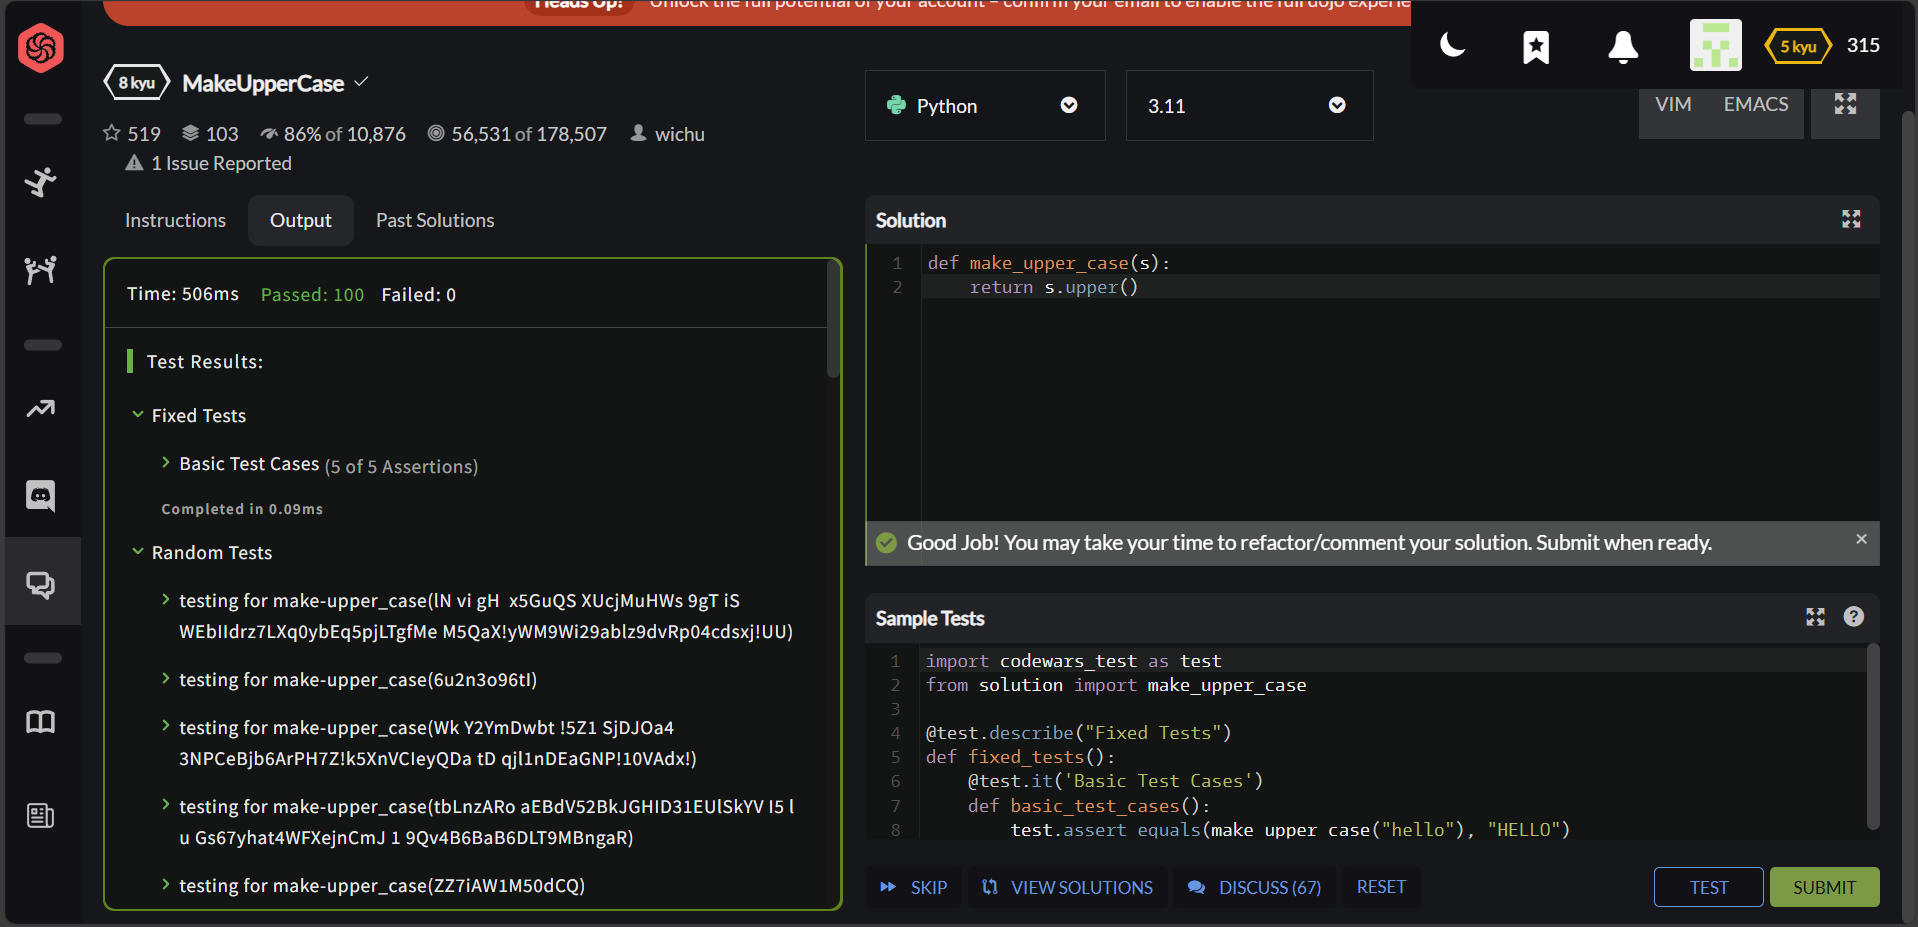 Heads Up! Unlock the full potential of your account – confirm your email to enable the full dojo experie
5 kyu 315
8 kyu MakeUpperCase
519 103 86% of 10,876 56,531 of 178,507 wichu
1 Issue Reported
Python
3.11
VIM EMACS
Instructions Output Past Solutions
Time: 506ms Passed: 100 Failed: 0
Test Results:
Fixed Tests
Basic Test Cases (5 of 5 Assertions)
Completed in 0.09ms
Random Tests
testing for make-upper_case(lN vi gH  x5GuQS XUcjMuHWs 9gT iS
WEbIIdrz7LXq0ybEq5pjLTgfMe M5QaX!yWM9Wi29ablz9dvRp04cdsxj!UU)
testing for make-upper_case(6u2n3o96tI)
testing for make-upper_case(Wk Y2YmDwbt !5Z1 SjDJOa4
3NPCeBjb6ArPH7Z!k5XnVCIeyQDa tD qjl1nDEaGNP!10VAdx!)
testing for make-upper_case(tbLnzARo aEBdV52BkJGHID31EUlSkYV I5 l
u Gs67yhat4WFXejnCmJ 1 9Qv4B6BaB6DLT9MBngaR)
testing for make-upper_case(ZZ7iAW1M50dCQ)
Solution
1 def make_upper_case(s):
2     return s.upper()
Good Job! You may take your time to refactor/comment your solution. Submit when ready.
Sample Tests
1 import codewars_test as test
2 from solution import make_upper_case
3
4 @test.describe("Fixed Tests")
5 def fixed_tests():
6     @test.it('Basic Test Cases')
7     def basic_test_cases():
8         test.assert_equals(make_upper_case("hello"), "HELLO")
SKIP VIEW SOLUTIONS DISCUSS (67) RESET TEST SUBMIT